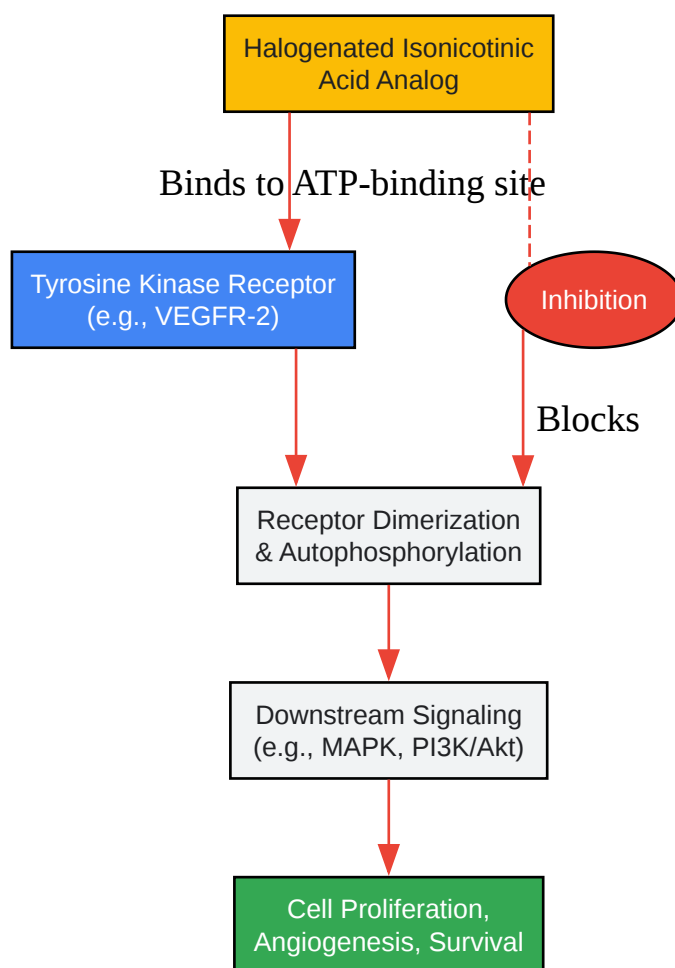 Halogenated Isonicotinic
Acid Analog
Binds to ATP-binding site
Tyrosine Kinase Receptor
(e.g., VEGFR-2)
Inhibition
Blocks
Receptor Dimerization
& Autophosphorylation
Downstream Signaling
(e.g., MAPK, PI3K/Akt)
Cell Proliferation,
Angiogenesis, Survival